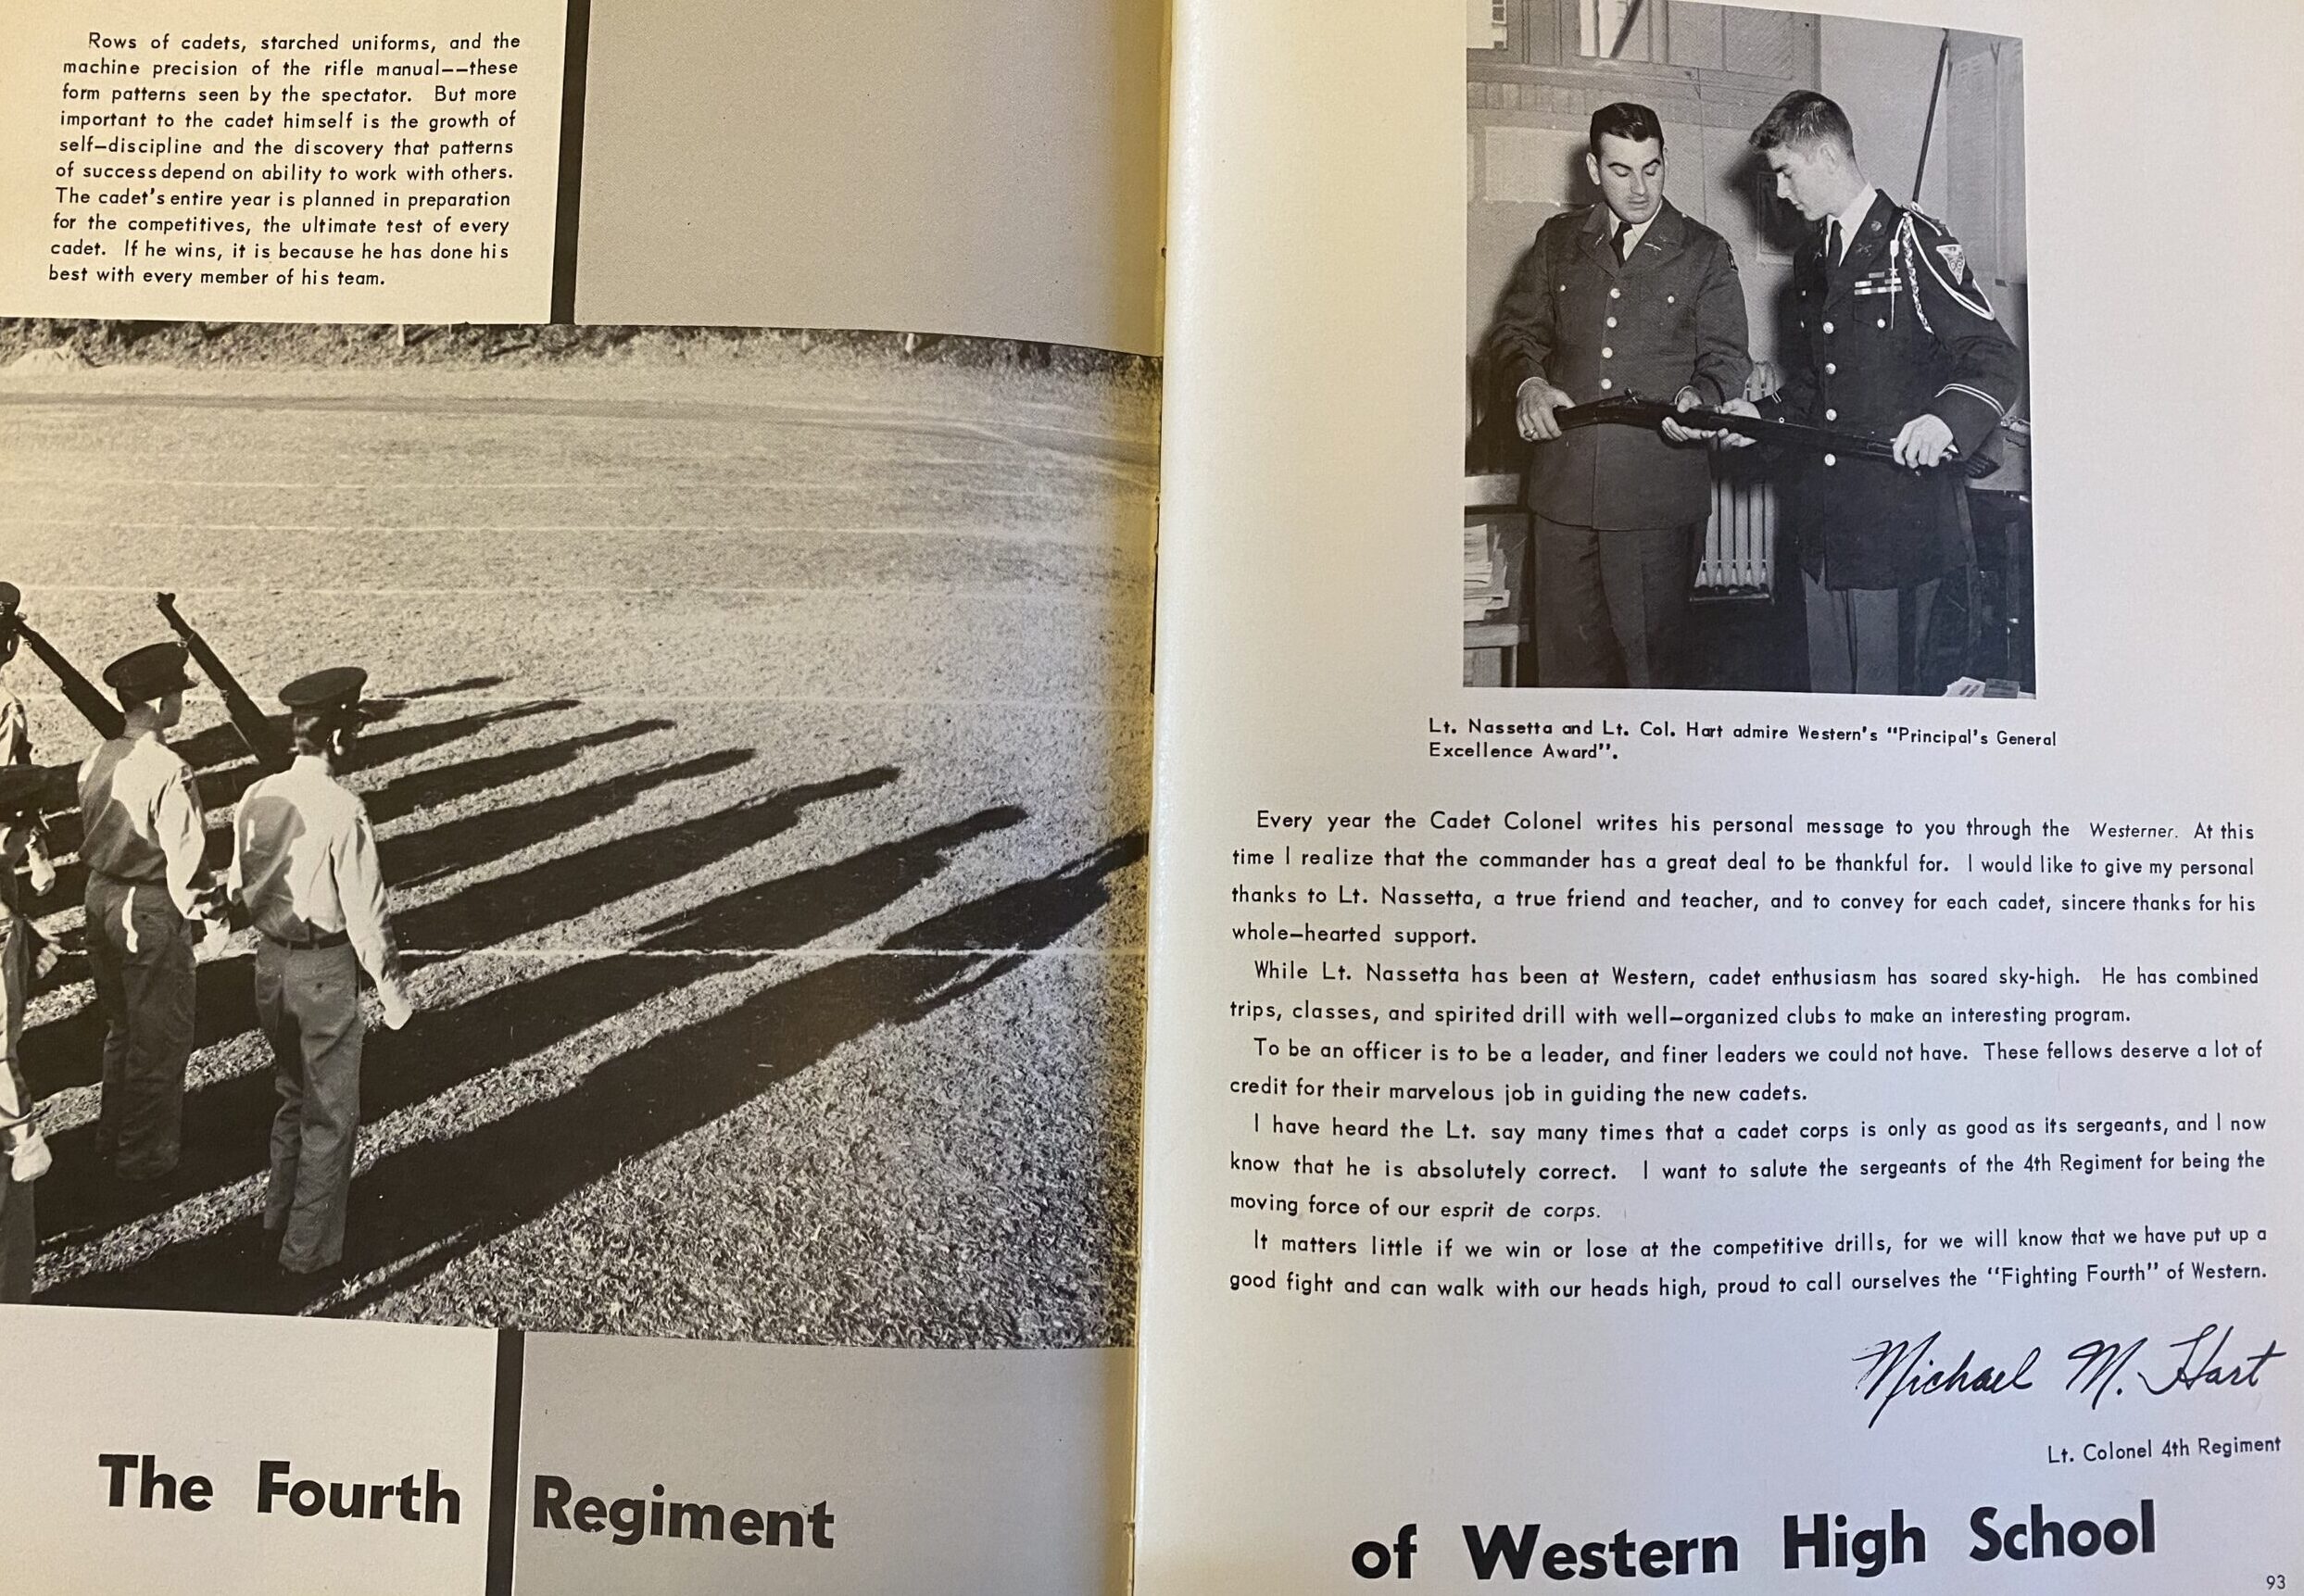 Rows of cadets, starched uniforms, and the
machine precision of the rifle manual--these
form patterns seen by the spectator. But more
important to the cadet himself is the growth of
self-discipline and the discovery that patterns
of success depend on ability to work with others.
The cadet's entire year is planned in preparation
for the competitives, the ultimate test of every
cadet. If he wins, it is because he has done his
best with every member of his team.
The Fourth Regiment
Lt. Nassetta and Lt. Col. Hart admire Western's "Principal's General
Excellence Award".
Every year the Cadet Colonel writes his personal message to you through the Westerner. At this
time I realize that the commander has a great deal to be thankful for. I would like to give my personal
thanks to Lt. Nassetta, a true friend and teacher, and to convey for each cadet, sincere thanks for his
whole-hearted support.
While Lt. Nassetta has been at Western, cadet enthusiasm has soared sky-high. He has combined
trips, classes, and spirited drill with well-organized clubs to make an interesting program.
To be an officer is to be a leader, and finer leaders we could not have. These fellows deserve a lot of
credit for their marvelous job in guiding the new cadets.
I have heard the Lt. say many times that a cadet corps is only as good as its sergeants, and I now
know that he is absolutely correct. I want to salute the sergeants of the 4th Regiment for being the
moving force of our esprit de corps.
It matters little if we win or lose at the competitive drills, for we will know that we have put up a
good fight and can walk with our heads high, proud to call ourselves the "Fighting Fourth" of Western.
Michael M. Hart
Lt. Colonel 4th Regiment
of Western High School
93